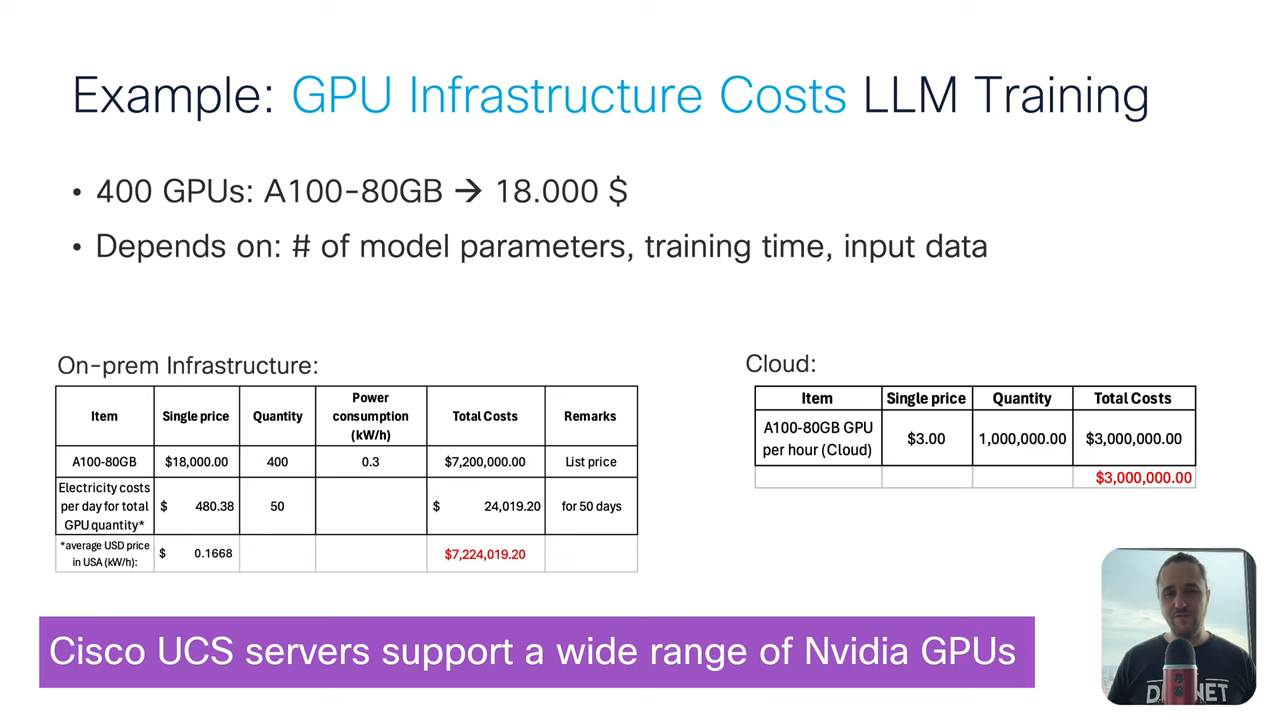 Example: GPU Infrastructure Costs LLM Training
• 400 GPUs: A100-80GB → 18.000 $
• Depends on: # of model parameters, training time, input data
On-prem Infrastructure:
Item Single price Quantity Power consumption (kW/h) Total Costs Remarks
A100-80GB $18,000.00 400 0.3 $7,200,000.00 List price
Electricity costs per day for total GPU quantity* $ 480.38 50 $ 24,019.20 for 50 days
*average USD price in USA (kW/h): $ 0.1668 $7,224,019.20
Cloud:
Item Single price Quantity Total Costs
A100-80GB GPU per hour (Cloud) $3.00 1,000,000.00 $3,000,000.00
$3,000,000.00
Cisco UCS servers support a wide range of Nvidia GPUs